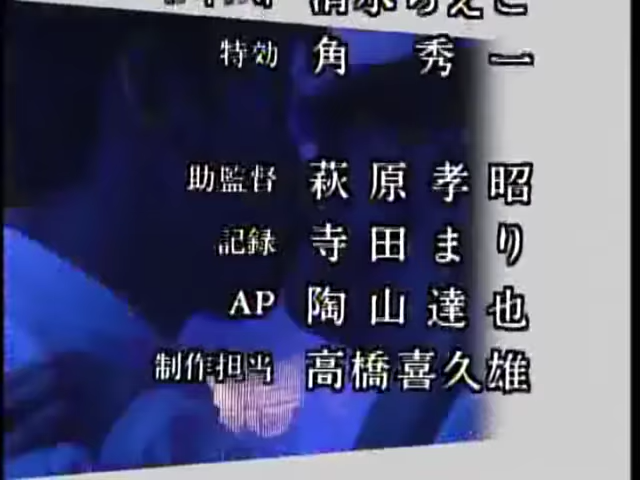 特効 角 秀一
助監督 萩原孝昭
記録 寺田まり
AP 陶山達也
制作担当 高橋喜久雄